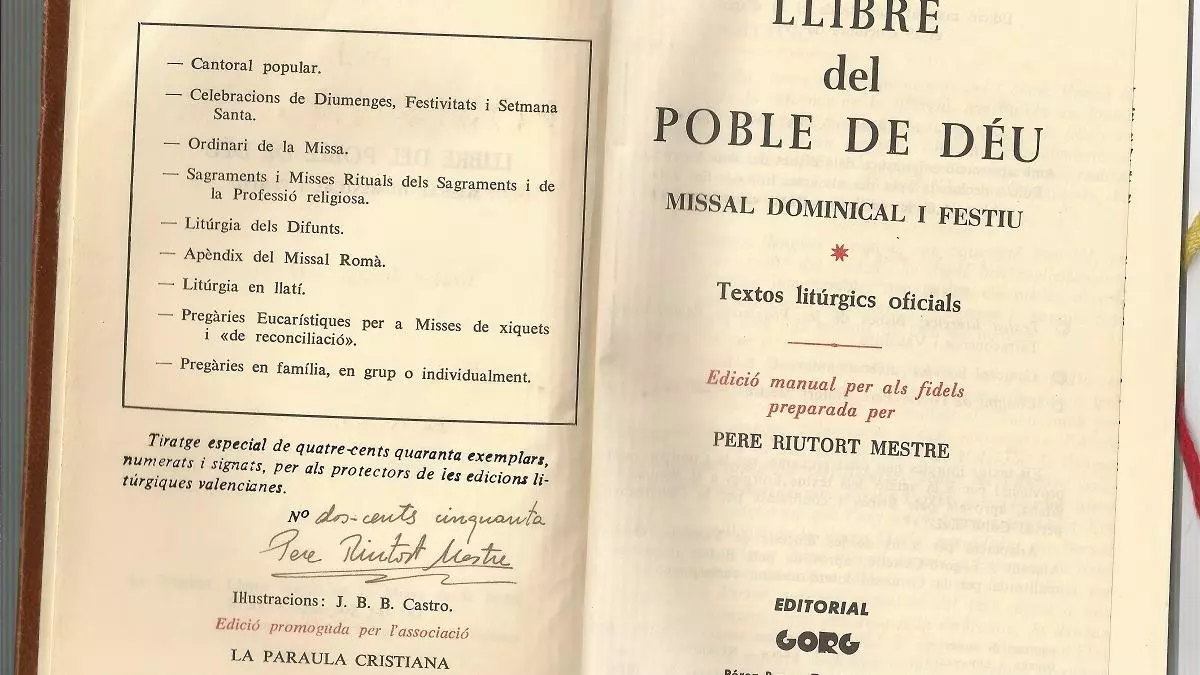 — Cantoral popular.
— Celebracions de Diumenges, Festivitats i Setmana
Santa.
— Ordinari de la Missa.
— Sagraments i Misses Rituals dels Sagraments i de
la Professió religiosa.
— Litúrgia dels Difunts.
— Apèndix del Missal Romà.
— Litúrgia en llatí.
— Pregàries Eucarístiques per a Misses de xiquets
i «de reconciliació».
— Pregàries en família, en grup o individualment.
Tiratge especial de quatre-cents quaranta exemplars,
numerats i signats, per als protectors de les edicions li-
túrgiques valencianes.
Nº dos-cents cinquanta
Pere Riutort Mestre
Il·lustracions: J. B. B. Castro.
Edició promoguda per l'associació
LA PARAULA CRISTIANA
LLIBRE
del
POBLE DE DÉU
MISSAL DOMINICAL I FESTIU
Textos litúrgics oficials
Edició manual per als fidels
preparada per
PERE RIUTORT MESTRE
EDITORIAL
GORG